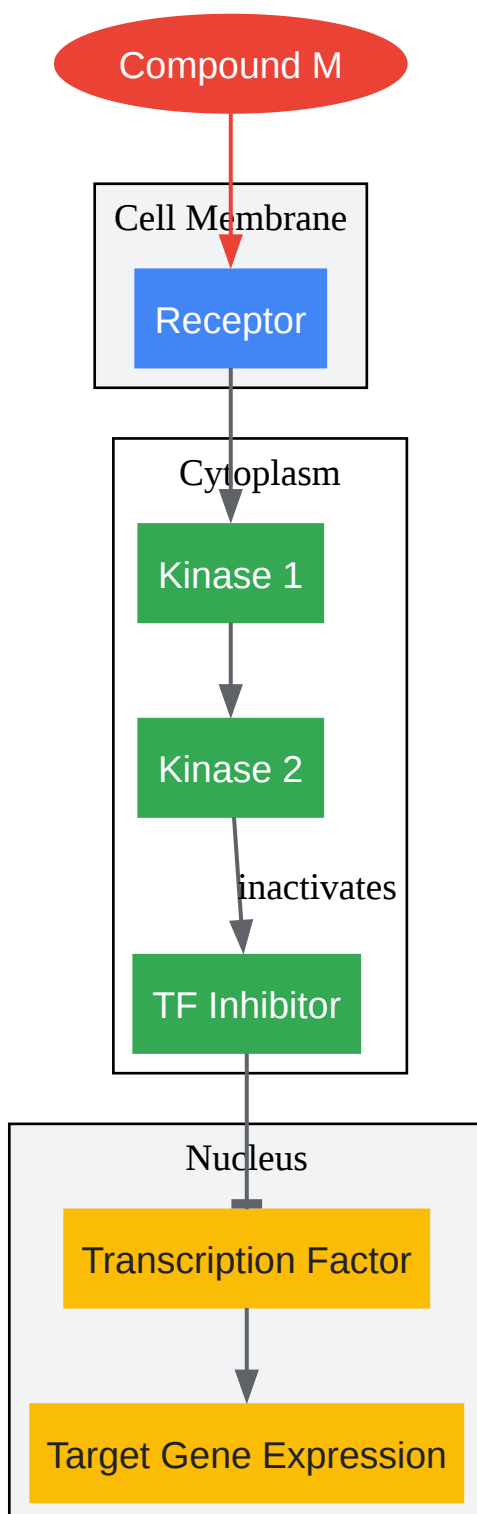 Compound M
Cell Membrane
Receptor
Cytoplasm
Kinase 1
Kinase 2
inactivates
TF Inhibitor
Nucleus
Transcription Factor
Target Gene Expression